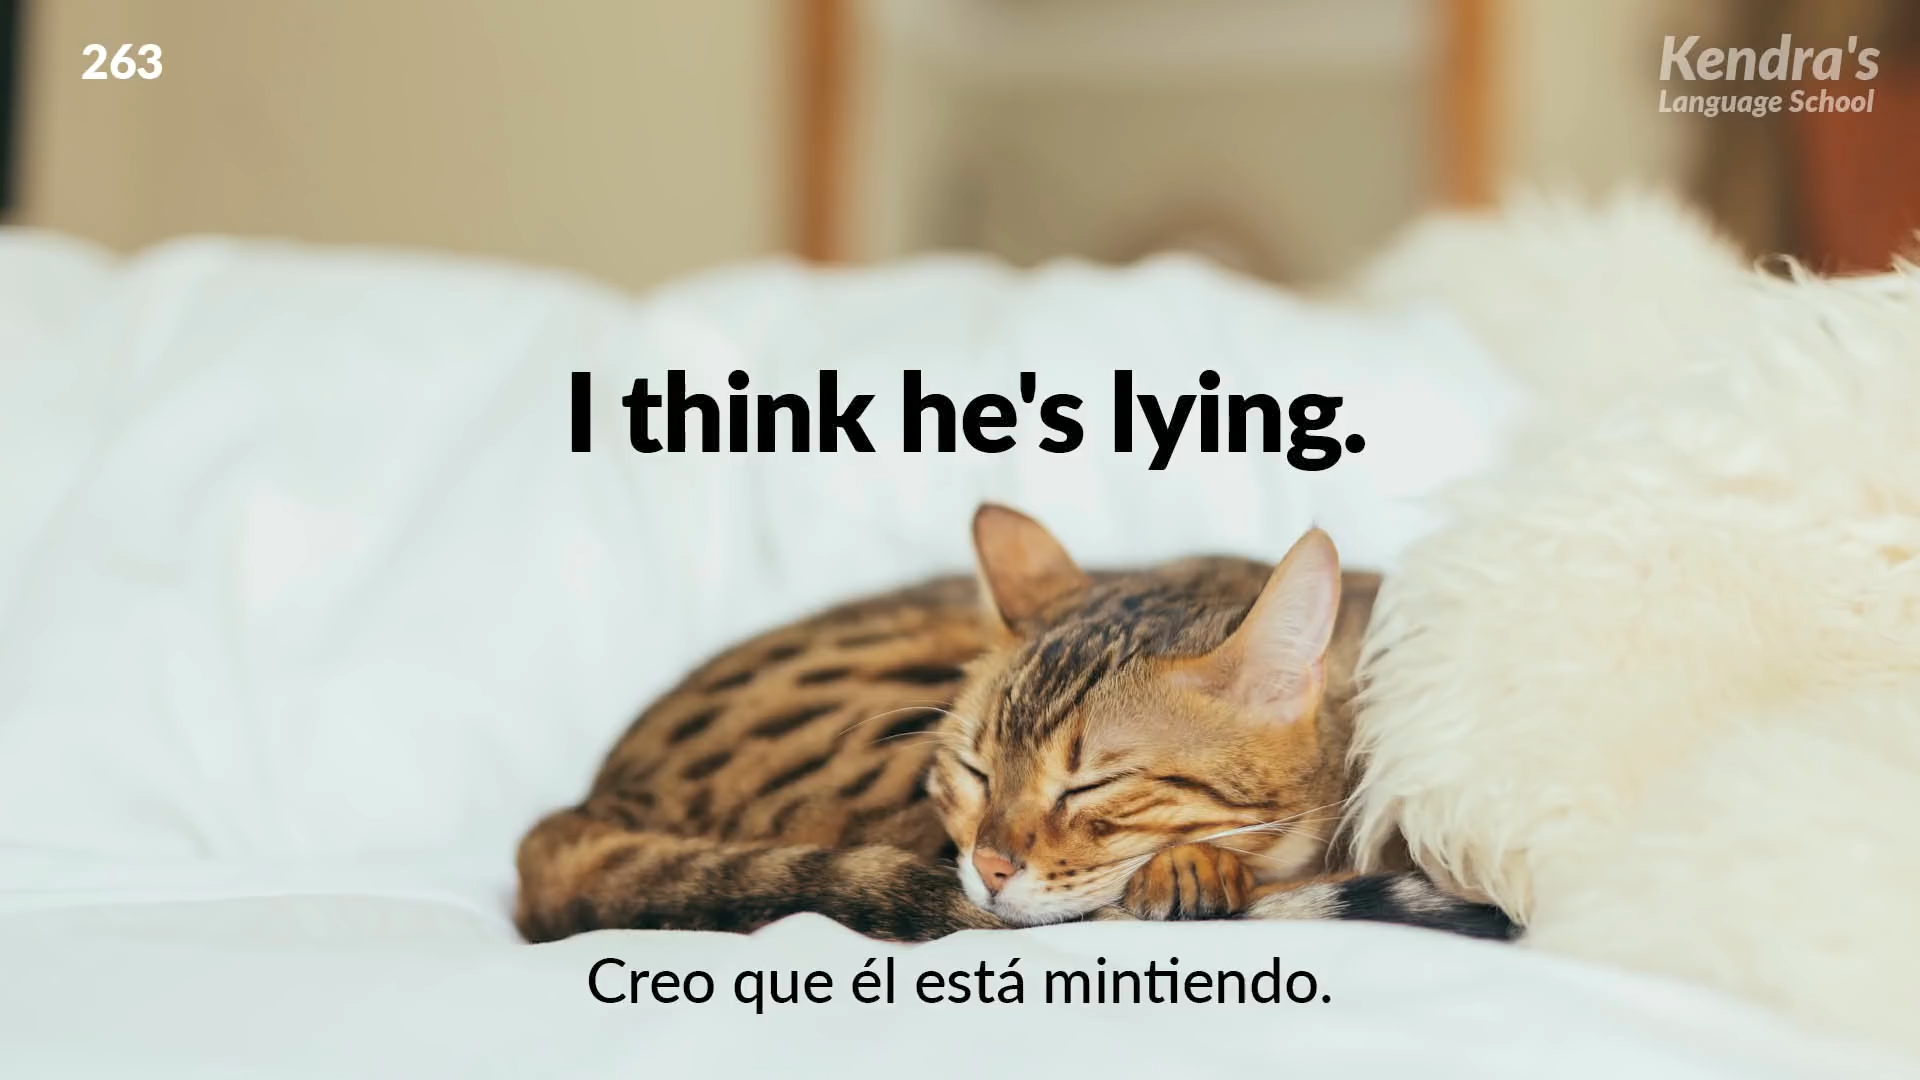 263
Kendra's
Language School
I think he's lying.
Creo que él está mintiendo.